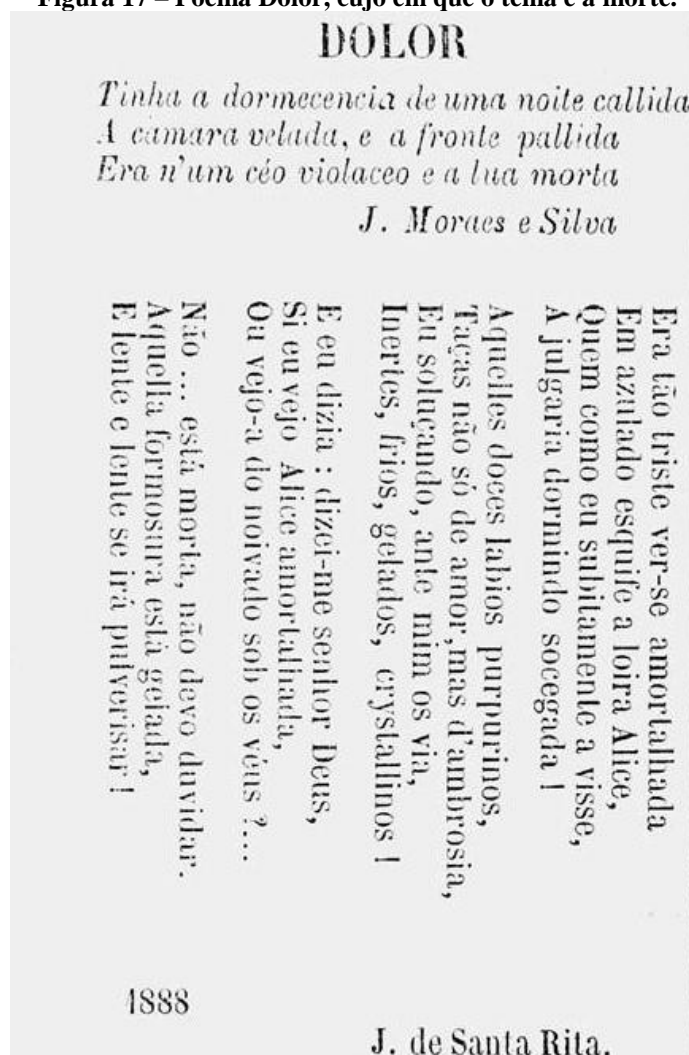 Figura 17 – Poema Dolor, cujo em que o tema é a morte.
DOLOR
Tinha a dormecencia de uma noite callida
A camara velada, e a fronte pallida
Era n'um céo violaceo e a lua morta
J. Moraes e Silva
Era tão triste ver-se amortalhada
Em azulado esquife a loira Alice,
Quem como eu subitamente a visse,
A julgaria dormindo socegada !
Aquelles doces labios purpurinos,
Taças não só de amor, mas d'ambrosia,
Eu soluçando, ante mim os via,
Inertes, frios, gelados, crystallinos !
E eu dizia : dizei-me senhor Deus,
Si eu vejo Alice amortalhada,
Ou vejo-a do noivado sob os véus ?...
Não ... está morta, não devo duvidar.
Aquella formosura está gelada,
E lente e lente se irá pulverisar !
1888
J. de Santa Rita.